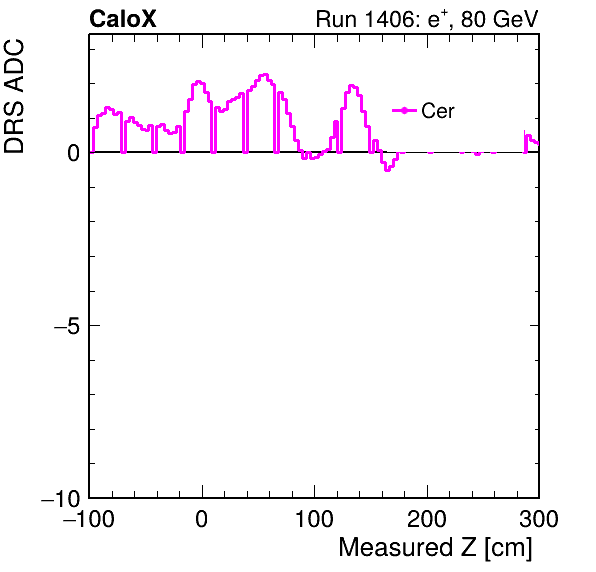 CaloX Run 1406: e⁺, 80 GeV
DRS ADC
Cer
0
−5
−10
−100 0 100 200 300
Measured Z [cm]